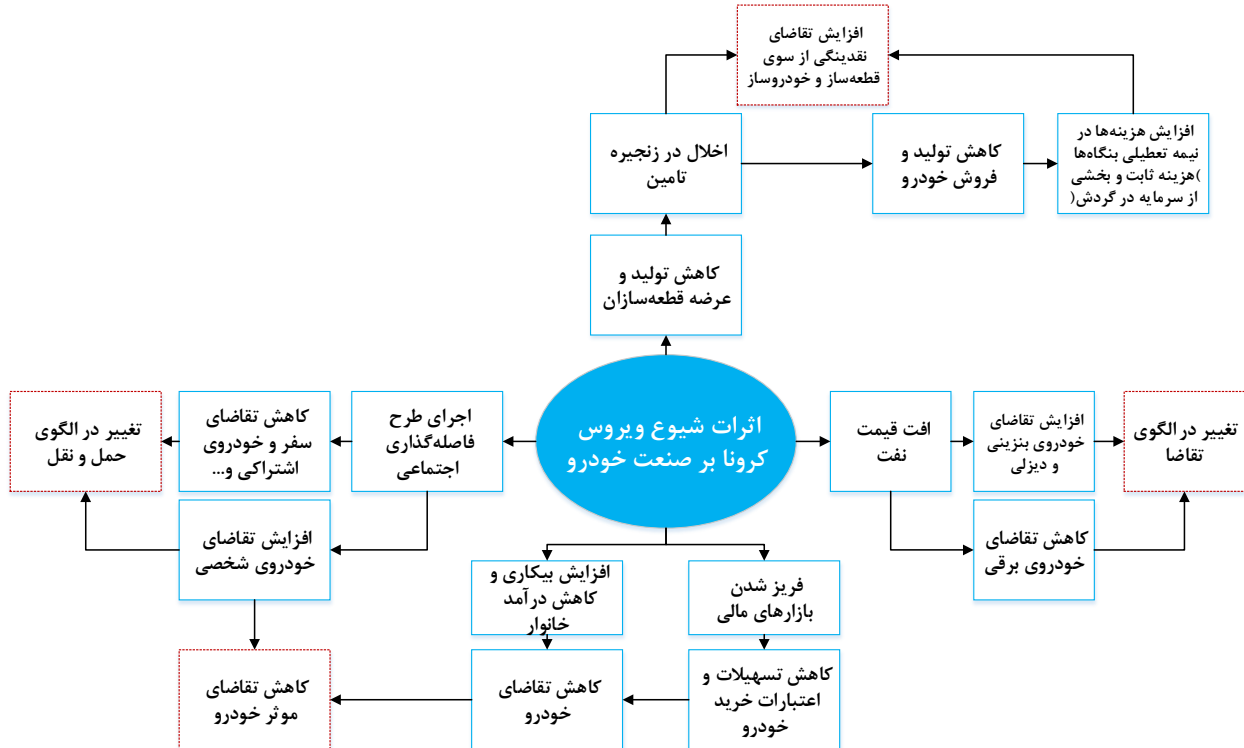 افزایش تقاضای
نقدینگی از سوی
قطعه‌ساز و خودروساز
اخلال در زنجیره
تامین
کاهش تولید و
فروش خودرو
افزایش هزینه‌ها در
نیمه تعطیلی بنگاه‌ها
)هزینه ثابت و بخشی
از سرمایه در گردش(
کاهش تولید و
عرضه قطعه‌سازان
اثرات شیوع ویروس
کرونا بر صنعت خودرو
افت قیمت
نفت
افزایش تقاضای
خودروی بنزینی
و دیزلی
تغییر در الگوی
تقاضا
کاهش تقاضای
خودروی برقی
اجرای طرح
فاصله‌گذاری
اجتماعی
کاهش تقاضای
سفر و خودروی
اشتراکی و...
تغییر در الگوی
حمل و نقل
افزایش تقاضای
خودروی شخصی
فریز شدن
بازارهای مالی
افزایش بیکاری و
کاهش درآمد
خانوار
کاهش تسهیلات و
اعتبارات خرید
خودرو
کاهش تقاضای
خودرو
کاهش تقاضای
موثر خودرو